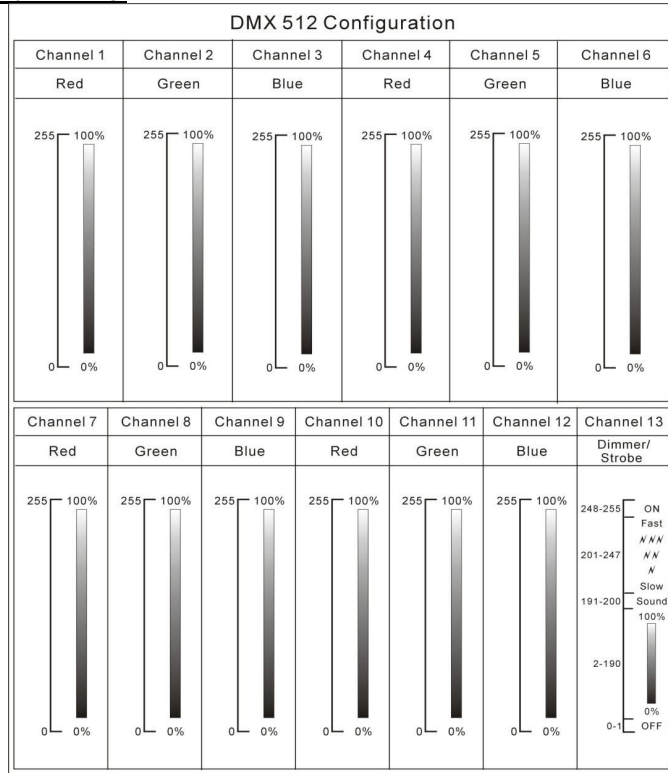 DMX 512 Configuration
Channel 1 Channel 2 Channel 3 Channel 4 Channel 5 Channel 6
Red Green Blue Red Green Blue
255 100% 255 100% 255 100% 255 100% 255 100% 255 100%
0 0% 0 0% 0 0% 0 0% 0 0% 0 0%
Channel 7 Channel 8 Channel 9 Channel 10 Channel 11 Channel 12 Channel 13
Red Green Blue Red Green Blue Dimmer/
Strobe
255 100% 255 100% 255 100% 255 100% 255 100% 255 100%
248-255 ON
Fast
201-247
Slow
191-200 Sound
100%
2-190
0%
0-1 OFF
0 0% 0 0% 0 0% 0 0% 0 0% 0 0%